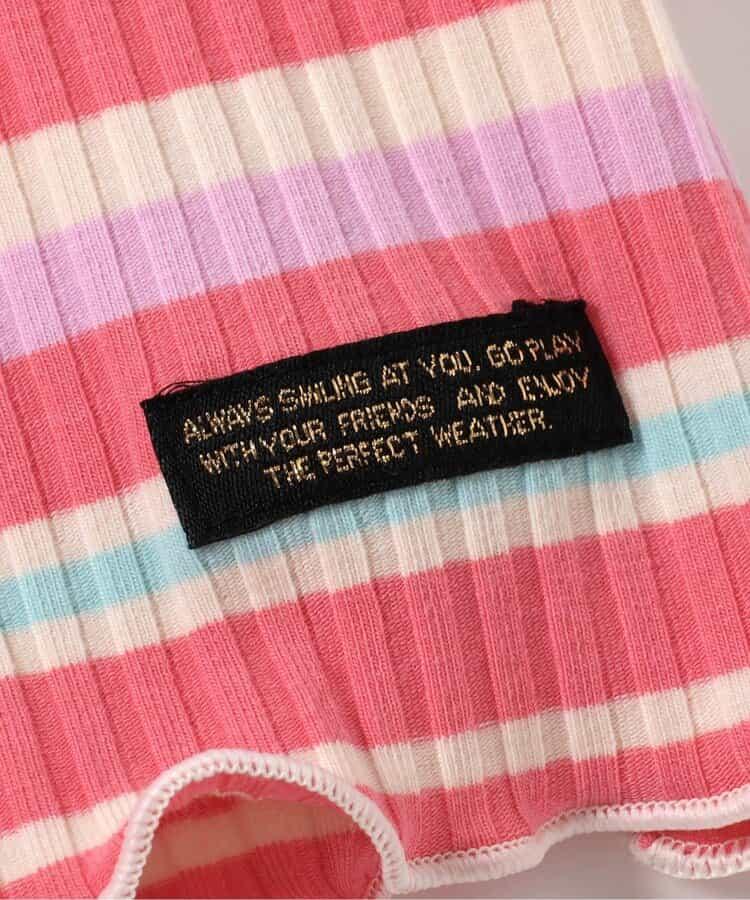 ALWAYS SMILING AT YOU. GO PLAY
WITH YOUR FRIENDS AND ENJOY
THE PERFECT WEATHER.